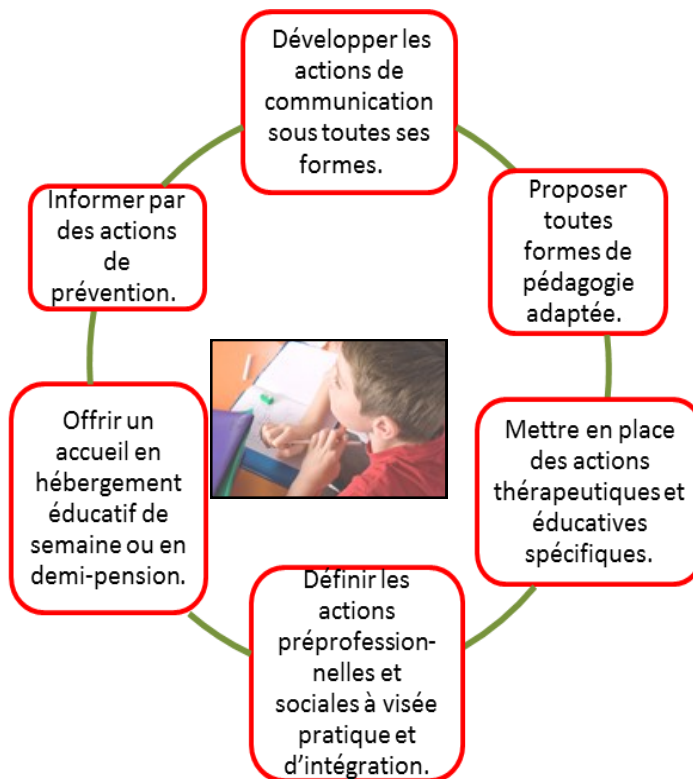 Développer les
actions de
communication
sous toutes ses
formes.
Proposer
toutes
formes de
pédagogie
adaptée.
Mettre en place
des actions
thérapeutiques et
éducatives
spécifiques.
Définir les
actions
préprofession-
nelles et
sociales à visée
pratique et
d'intégration.
Offrir un
accueil en
hébergement
éducatif de
semaine ou en
demi-pension.
Informer par
des actions
de
prévention.